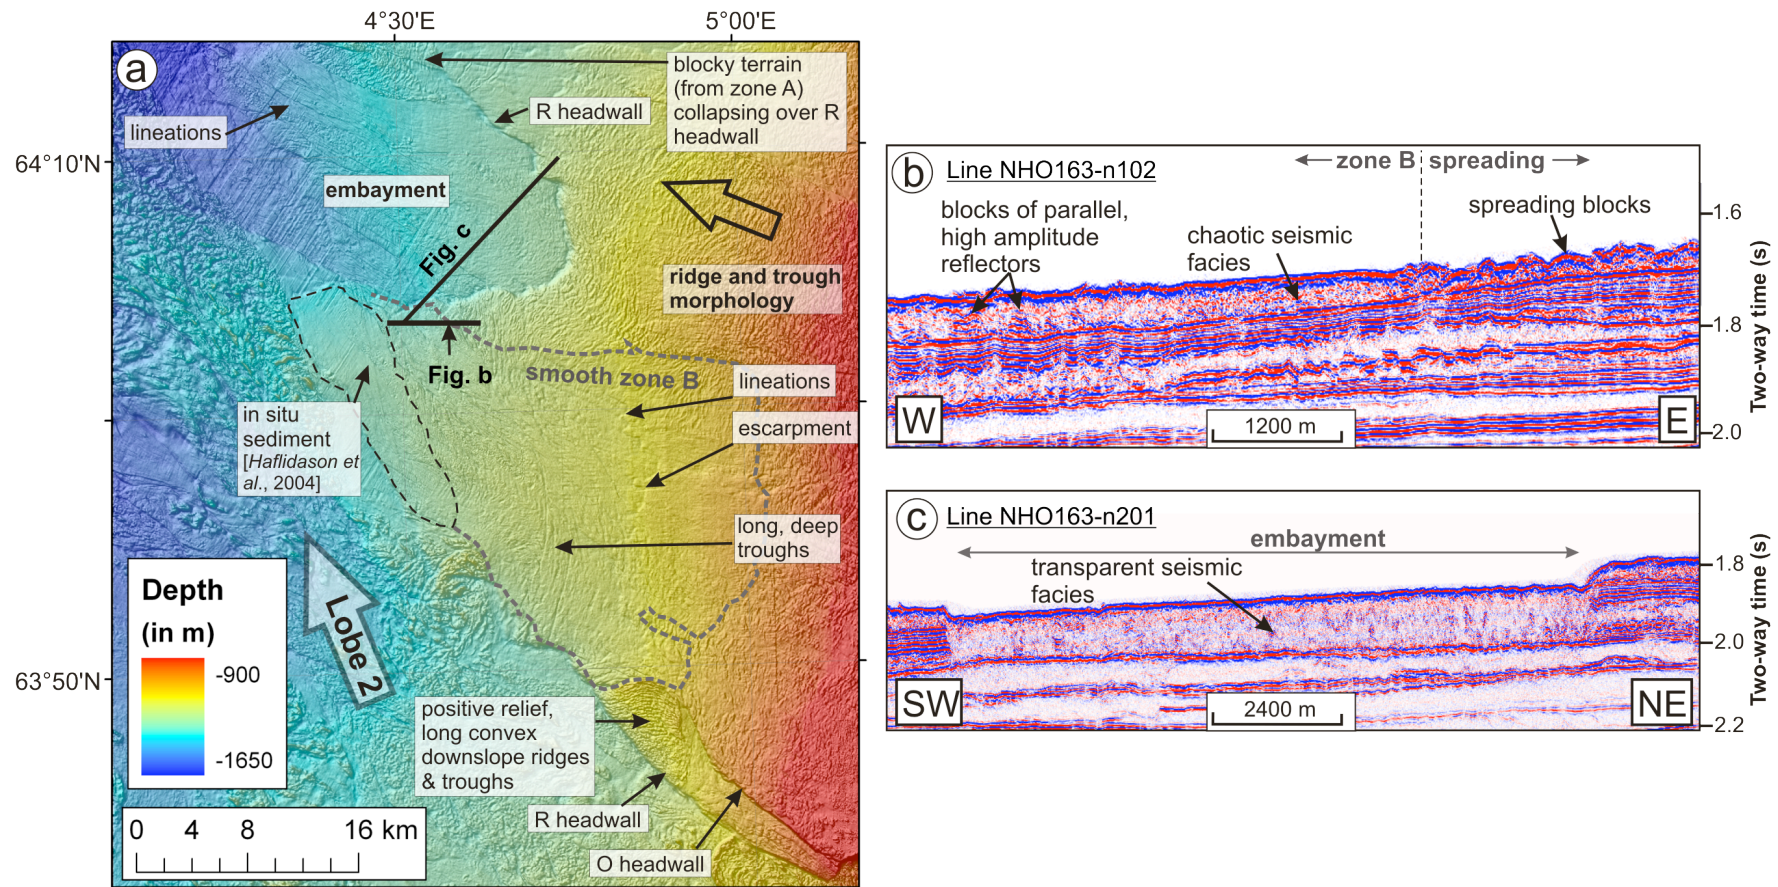 4°30'E
5°00'E
a
blocky terrain
(from zone A)
collapsing over R
headwall
R headwall
lineations
64°10'N
embayment
Fig. c
ridge and trough
morphology
Fig. b
smooth zone B
lineations
escarpment
in situ
sediment
[Haflidason et
al., 2004]
long, deep
troughs
Lobe 2
Depth
(in m)
-900
-1650
63°50'N
positive relief,
long convex
downslope ridges
& troughs
R headwall
O headwall
0 4 8 16 km
b
Line NHO163-n102
zone B
spreading
blocks of parallel,
high amplitude
reflectors
chaotic seismic
facies
spreading blocks
1.6
1.8
2.0
Two-way time (s)
W
1200 m
E
c
Line NHO163-n201
embayment
transparent seismic
facies
1.8
2.0
2.2
Two-way time (s)
SW
2400 m
NE